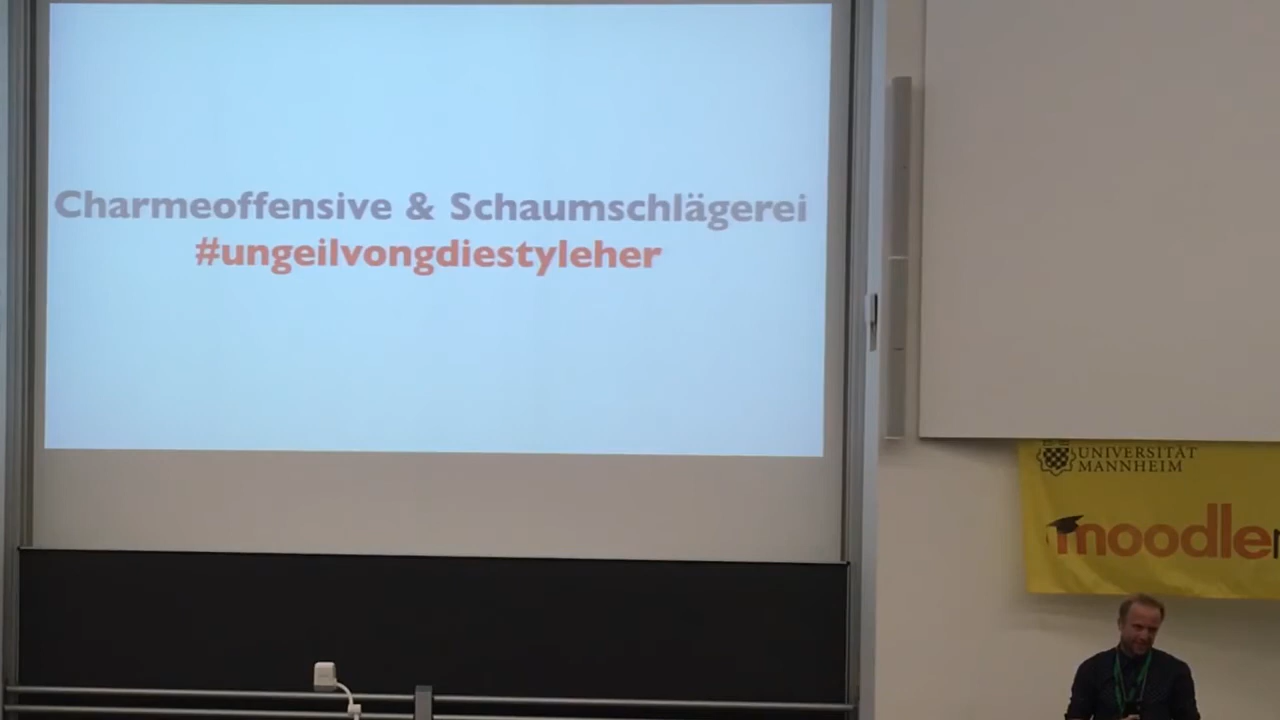 Charmeoffensive & Schaumschlägerei
#ungeilvongdiestyleher
UNIVERSITÄT
MANNHEIM
moodle